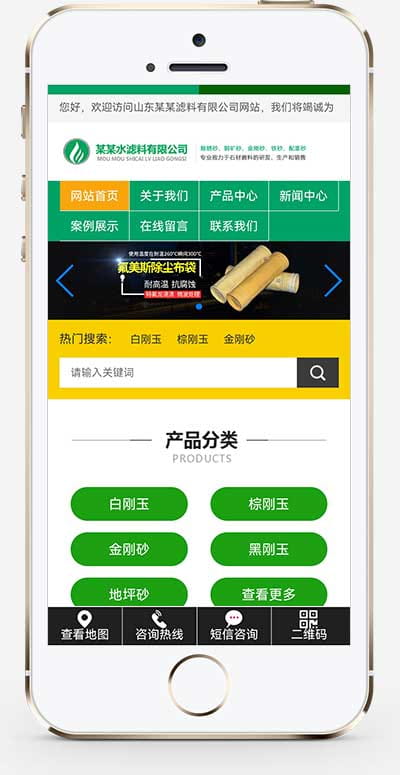 您好，欢迎访问山东某某滤料有限公司网站，我们将竭诚为
某某水滤料有限公司
MOU MOU SHICAI LV LIAO GONGSI
专业致力于石材磨料的研发、生产和销售
网站首页 关于我们 产品中心 新闻中心
案例展示 在线留言 联系我们
使用温度在耐温260℃瞬间300℃
氟美斯除尘布袋
耐高温 抗腐蚀
热门搜索： 白刚玉 棕刚玉 金刚砂
请输入关键词
产品分类
PRODUCTS
白刚玉 棕刚玉
金刚砂 黑刚玉
地坪砂 查看更多
查看地图 咨询热线 短信咨询 二维码